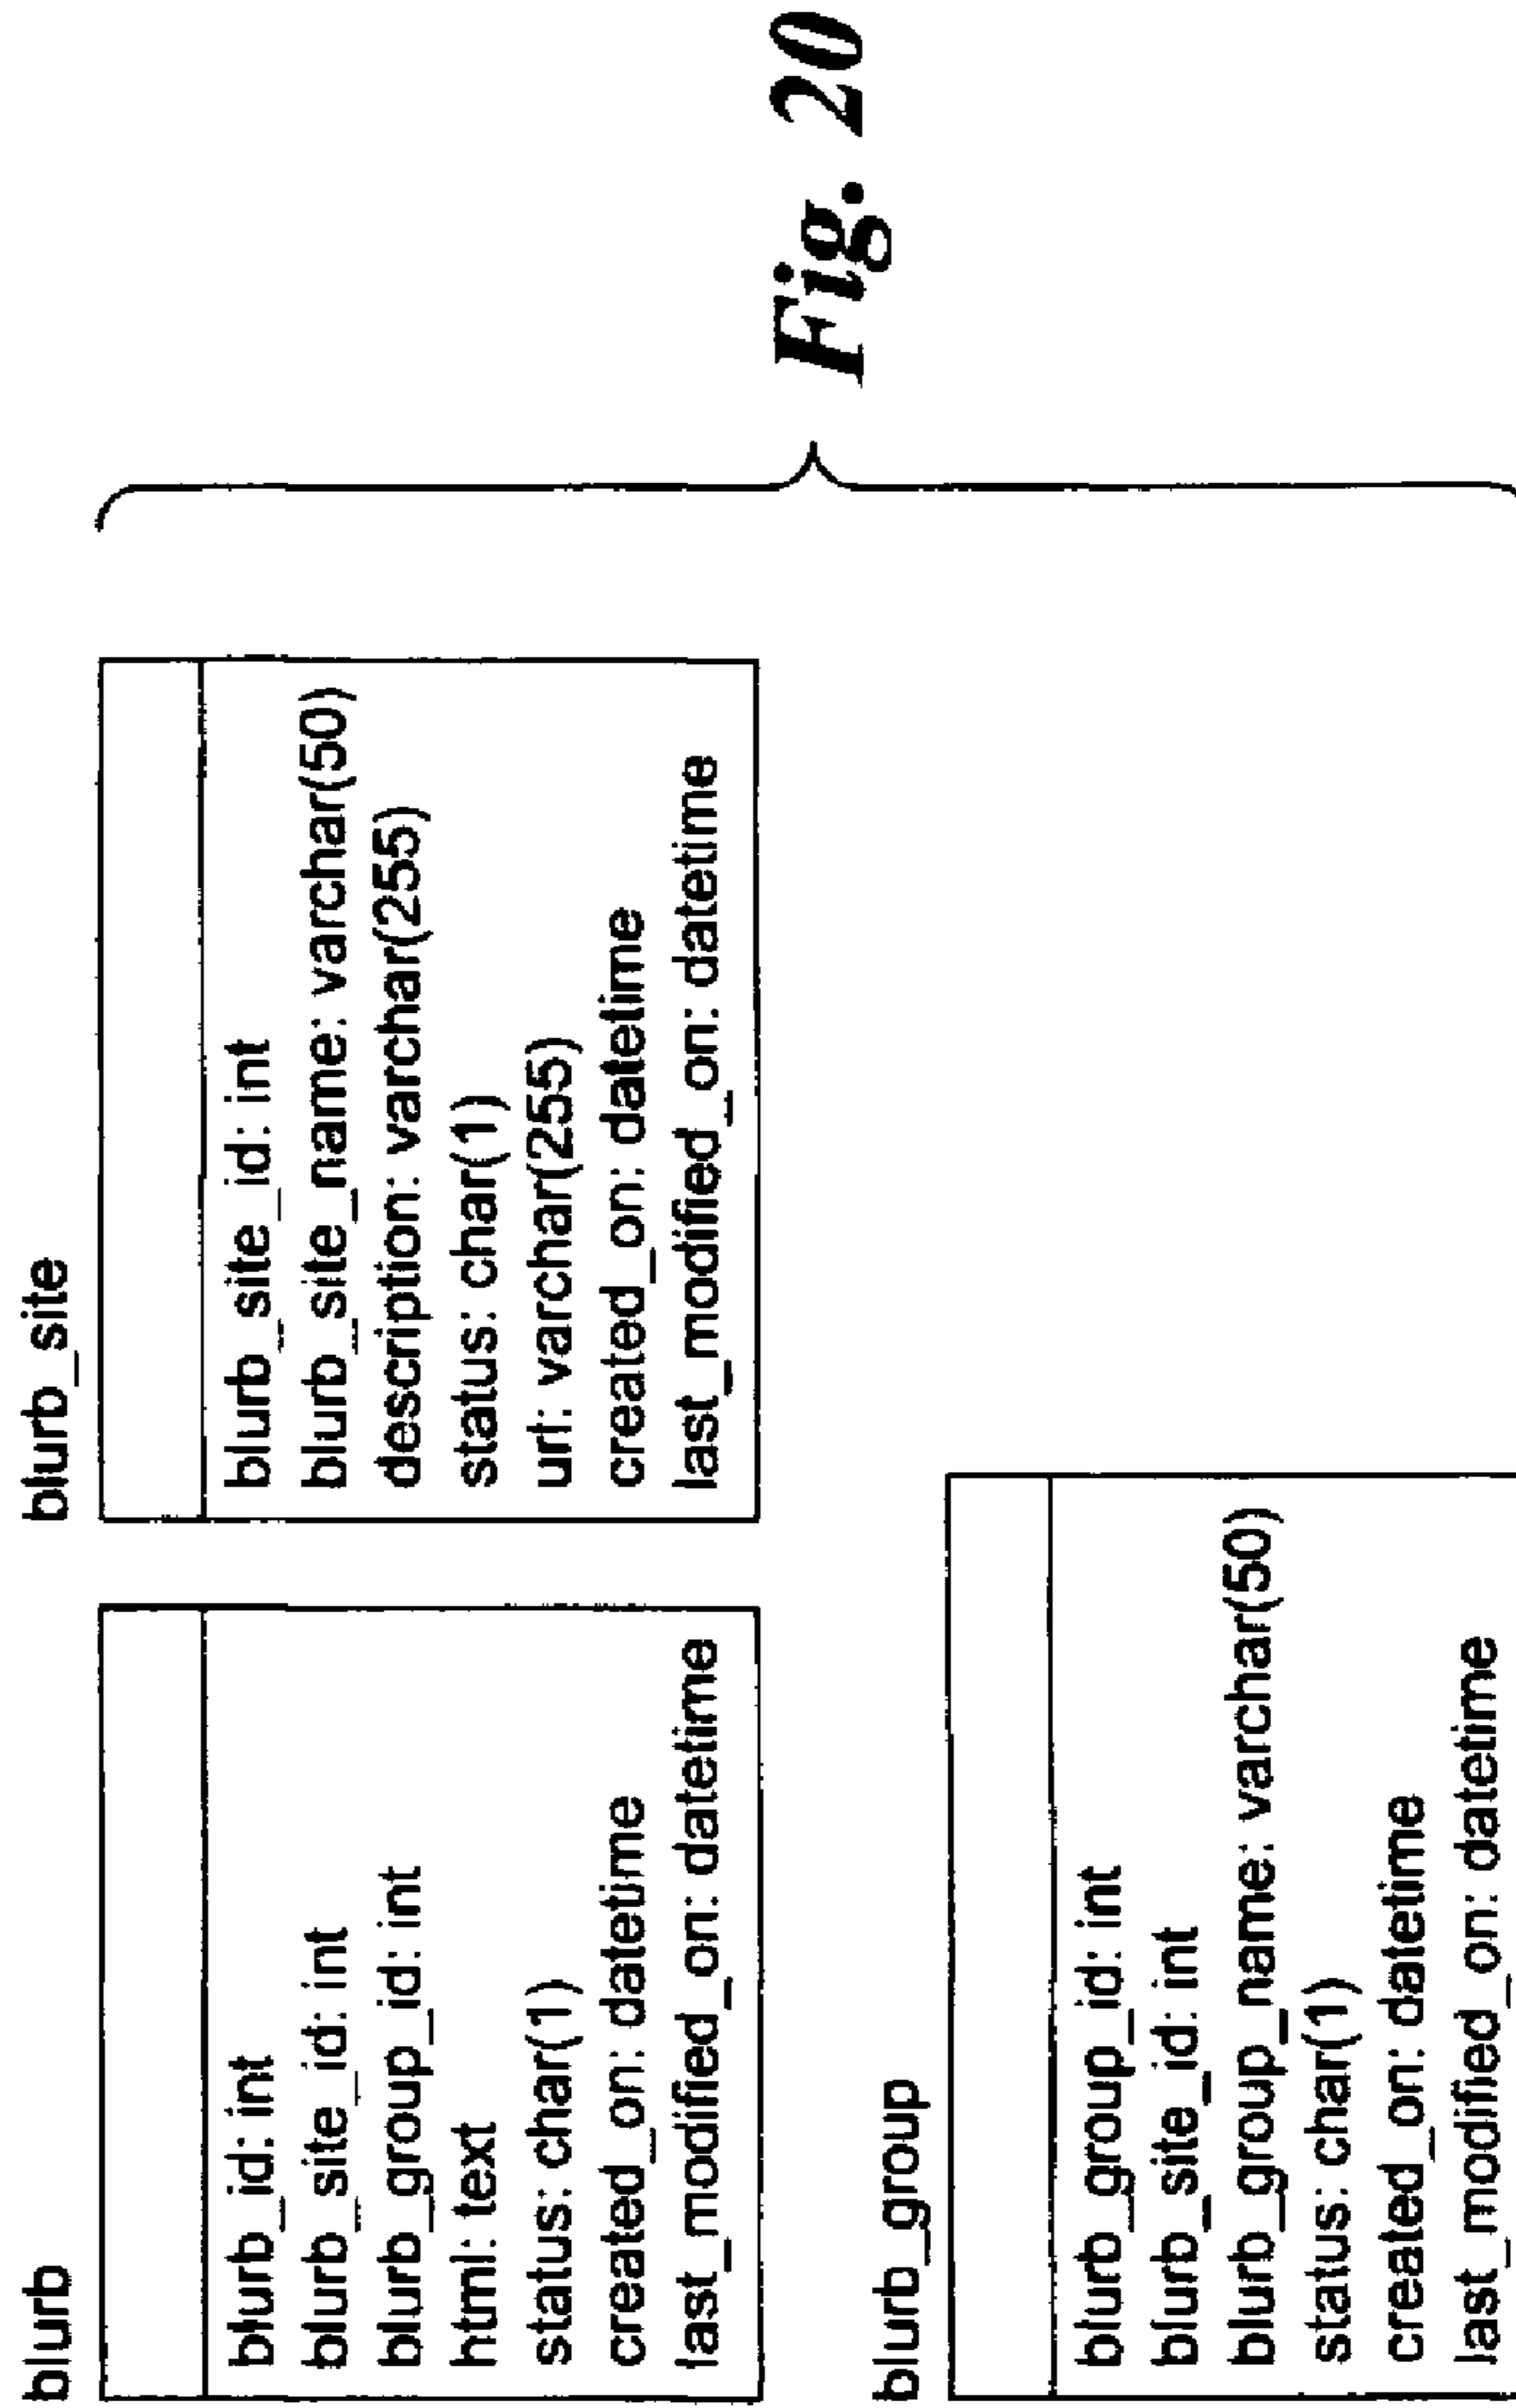 blurb
blurb_id: int
blurb_site_id: int
blurb_group_id: int
html: text
status: char(1)
created_on: datetime
last_modified_on: datetime
blurb_site
blurb_site_id: int
blurb_site_name: varchar(50)
description: varchar(255)
status: char(1)
url: varchar(255)
created_on: datetime
last_modified_on: datetime
blurb_group
blurb_group_id: int
blurb_site_id: int
blurb_group_name: varchar(50)
status: char(1)
created_on: datetime
last_modified_on: datetime
Fig. 20